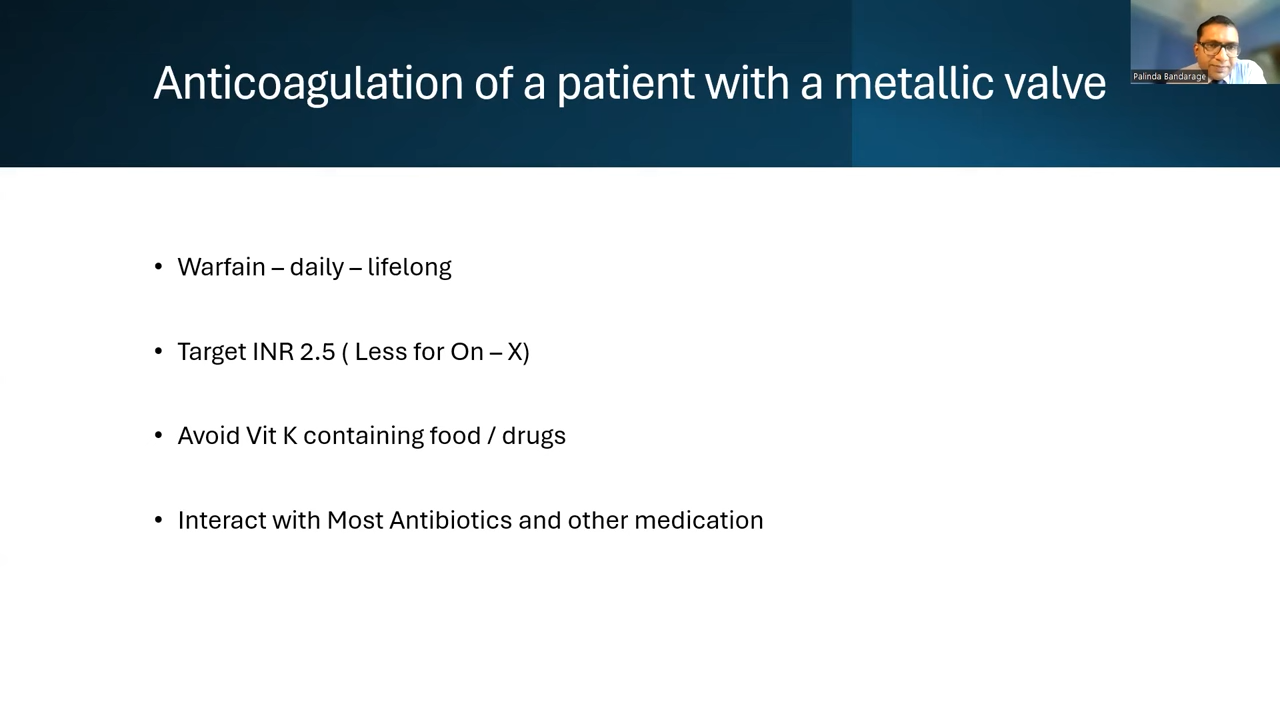 Anticoagulation of a patient with a metallic valve
Palinda Bandarage
• Warfain – daily – lifelong
• Target INR 2.5 ( Less for On – X)
• Avoid Vit K containing food / drugs
• Interact with Most Antibiotics and other medication